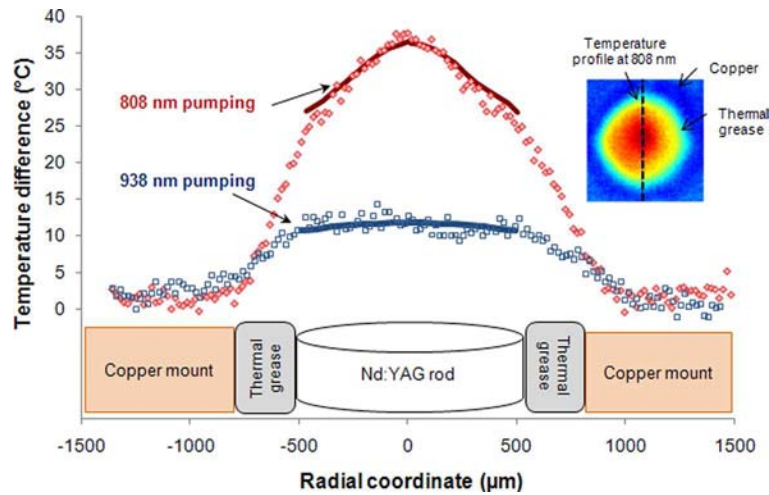 40
35
30
25
20
15
10
5
0
Temperature difference (°C)
808 nm pumping
938 nm pumping
Temperature
profile at 808 nm
Copper
Thermal
grease
Copper mount
Thermal
grease
Nd:YAG rod
Thermal
grease
Copper mount
-1500 -1000 -500 0 500 1000 1500
Radial coordinate (µm)